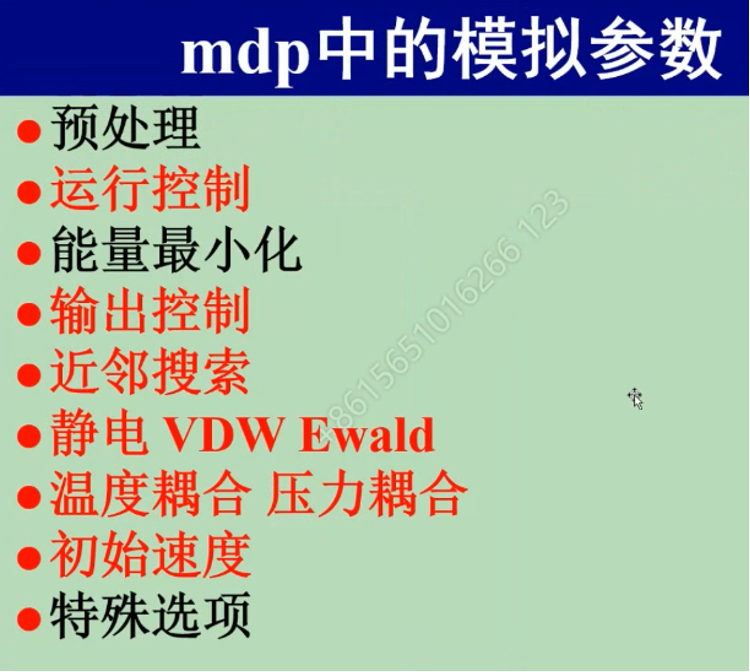 mdp中的模拟参数
预处理
运行控制
能量最小化
输出控制
近邻搜索
静电 VDW Ewald
温度耦合 压力耦合
初始速度
特殊选项
+8615651016266 123